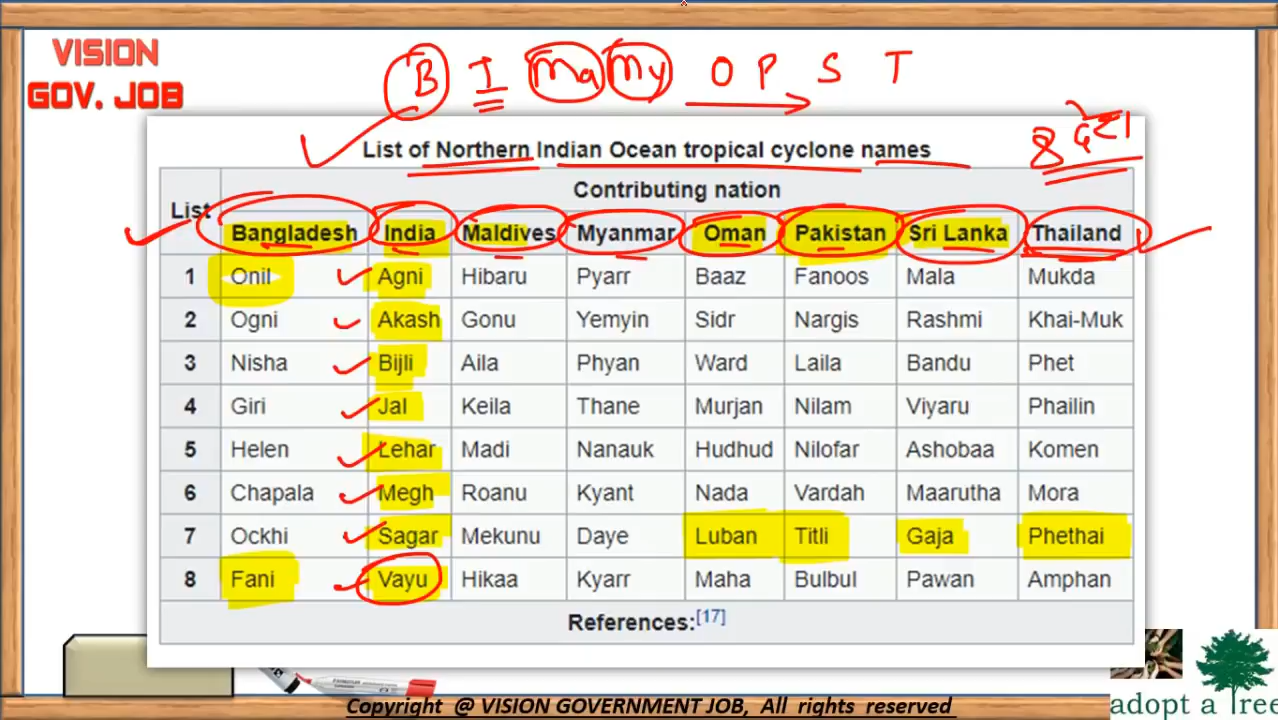 VISION
GOV. JOB
B I Ma My O P S T
List of Northern Indian Ocean tropical cyclone names
8
List Contributing nation
Bangladesh India Maldives Myanmar Oman Pakistan Sri Lanka Thailand
1 Onil Agni Hibaru Pyarr Baaz Fanoos Mala Mukda
2 Ogni Akash Gonu Yemyin Sidr Nargis Rashmi Khai-Muk
3 Nisha Bijli Aila Phyan Ward Laila Bandu Phet
4 Giri Jal Keila Thane Murjan Nilam Viyaru Phailin
5 Helen Lehar Madi Nanauk Hudhud Nilofar Ashobaa Komen
6 Chapala Megh Roanu Kyant Nada Vardah Maarutha Mora
7 Ockhi Sagar Mekunu Daye Luban Titli Gaja Phethai
8 Fani Vayu Hikaa Kyarr Maha Bulbul Pawan Amphan
References:[17]
Copyright @ VISION GOVERNMENT JOB, All rights reserved
adopt a Tree